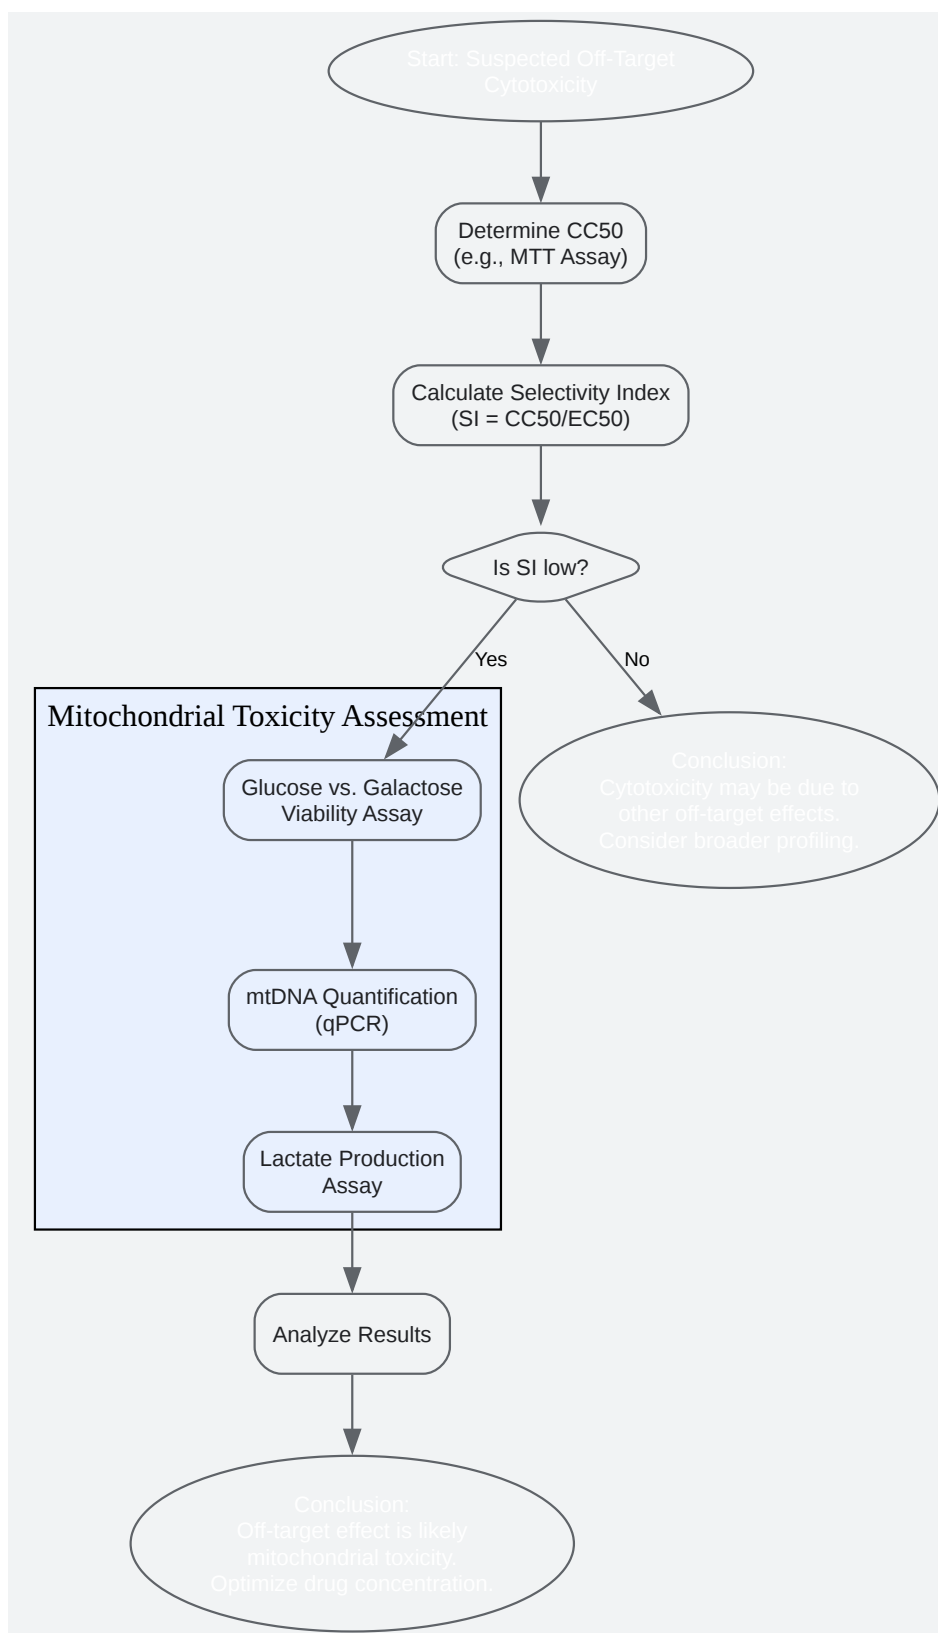 Start: Suspected Off-Target
Cytotoxicity
Determine CC50
(e.g., MTT Assay)
Calculate Selectivity Index
(SI = CC50/EC50)
Is SI low?
Yes
No
Mitochondrial Toxicity Assessment
Glucose vs. Galactose
Viability Assay
Conclusion:
Cytotoxicity may be due to
other off-target effects.
Consider broader profiling.
mtDNA Quantification
(qPCR)
Lactate Production
Assay
Analyze Results
Conclusion:
Off-target effect is likely
mitochondrial toxicity.
Optimize drug concentration.